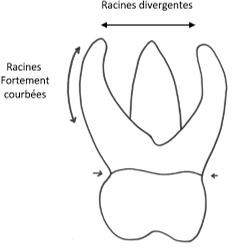 Racines divergentes
Racines
Fortement
courbées